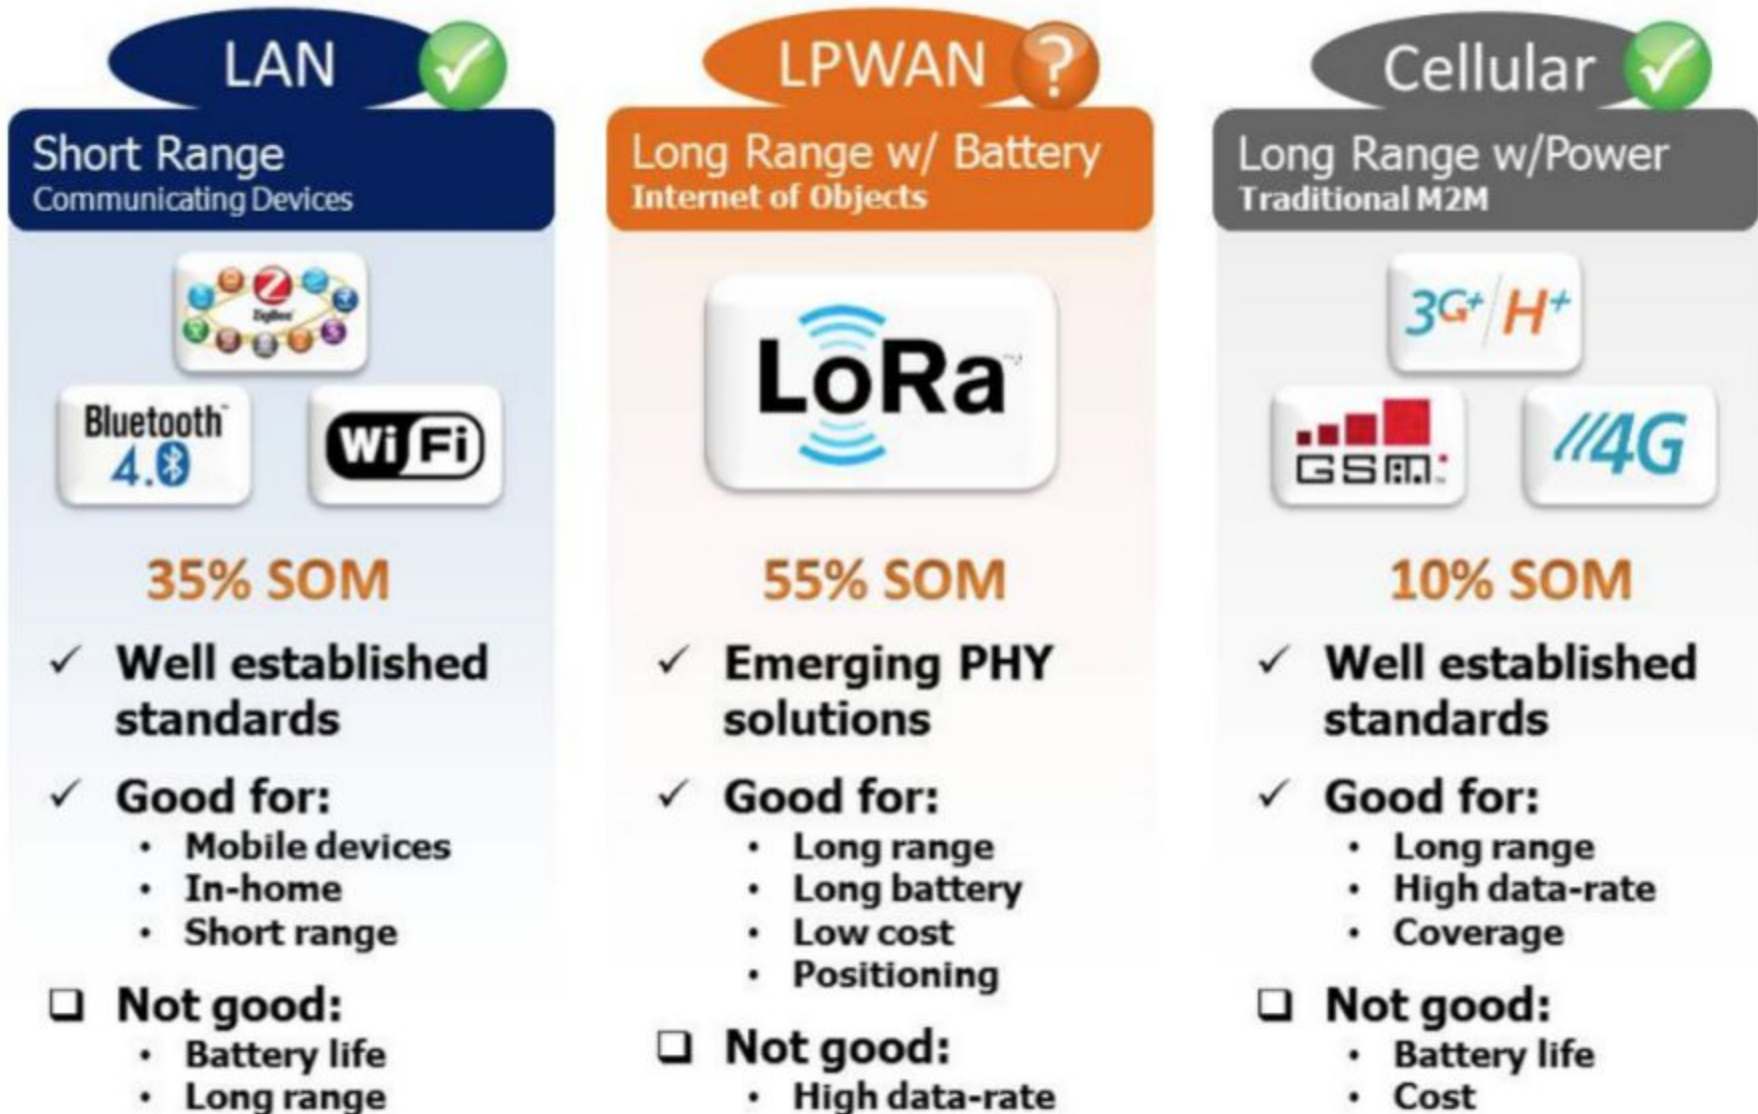 LAN
Short Range
Communicating Devices
ZigBee
Bluetooth™
4.0
Wi Fi
35% SOM
✓ Well established
standards
✓ Good for:
• Mobile devices
• In-home
• Short range
❑ Not good:
• Battery life
• Long range
LPWAN ?
Long Range w/ Battery
Internet of Objects
LoRa
55% SOM
✓ Emerging PHY
solutions
✓ Good for:
• Long range
• Long battery
• Low cost
• Positioning
❑ Not good:
• High data-rate
Cellular
Long Range w/Power
Traditional M2M
3G+/H+
GSM
//4G
10% SOM
✓ Well established
standards
✓ Good for:
• Long range
• High data-rate
• Coverage
❑ Not good:
• Battery life
• Cost